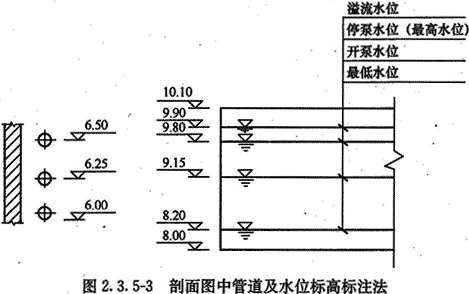 溢流水位
停泵水位(最高水位)
开泵水位
最低水位
10.10
9.90
9.80
9.15
8.20
8.00
6.50
6.25
6.00
图 2.3.5-3 剖面图中管道及水位标高标注法